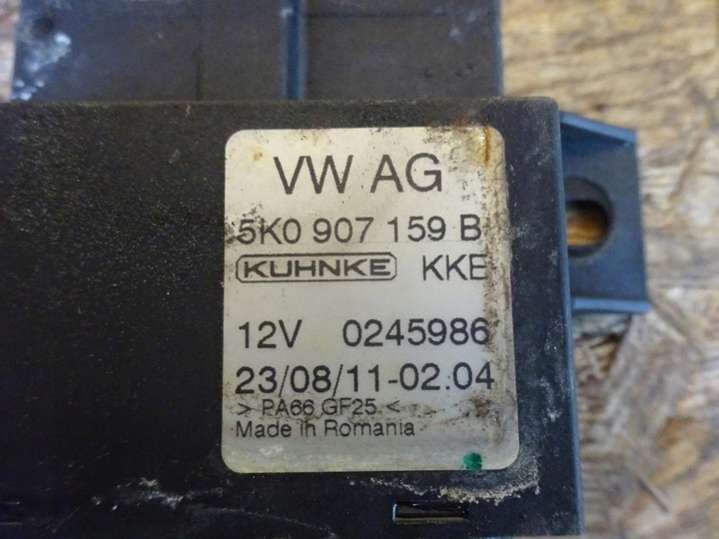 VW AG
5K0 907 159 B
KUHNKE KKE
12V 0245986
23/08/11-02.04
> PA66 GF25 <
Made in Romania